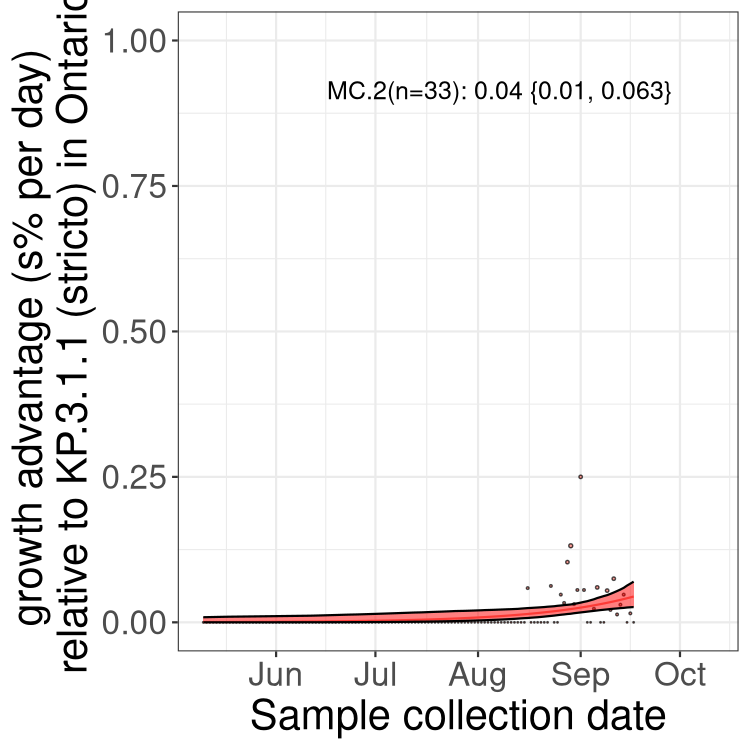 growth advantage (s% per day)
relative to KP.3.1.1 (stricto) in Ontario
1.00
0.75
0.50
0.25
0.00
MC.2(n=33): 0.04 {0.01, 0.063}
Jun Jul Aug Sep Oct
Sample collection date